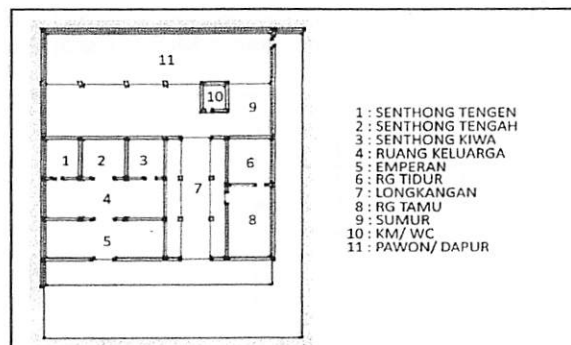 11
10
9
1 2 3 6
7
4
8
5
1 : SENTHONG TENGEN
2 : SENTHONG TENGAH
3 : SENTHONG KIWA
4 : RUANG KELUARGA
5 : EMPERAN
6 : RG TIDUR
7 : LONGKANGAN
8 : RG TAMU
9 : SUMUR
10 : KM/ WC
11 : PAWON/ DAPUR